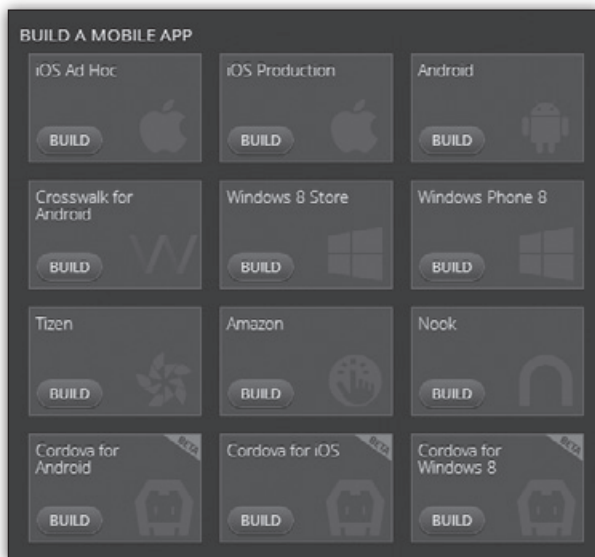 BUILD A MOBILE APP
iOS Ad Hoc
BUILD
iOS Production
BUILD
Android
BUILD
Crosswalk for
Android
BUILD
Windows 8 Store
BUILD
Windows Phone 8
BUILD
Tizen
BUILD
Amazon
BUILD
Nook
BUILD
Cordova for
Android
BETA
BUILD
Cordova for iOS
BETA
BUILD
Cordova for
Windows 8
BETA
BUILD